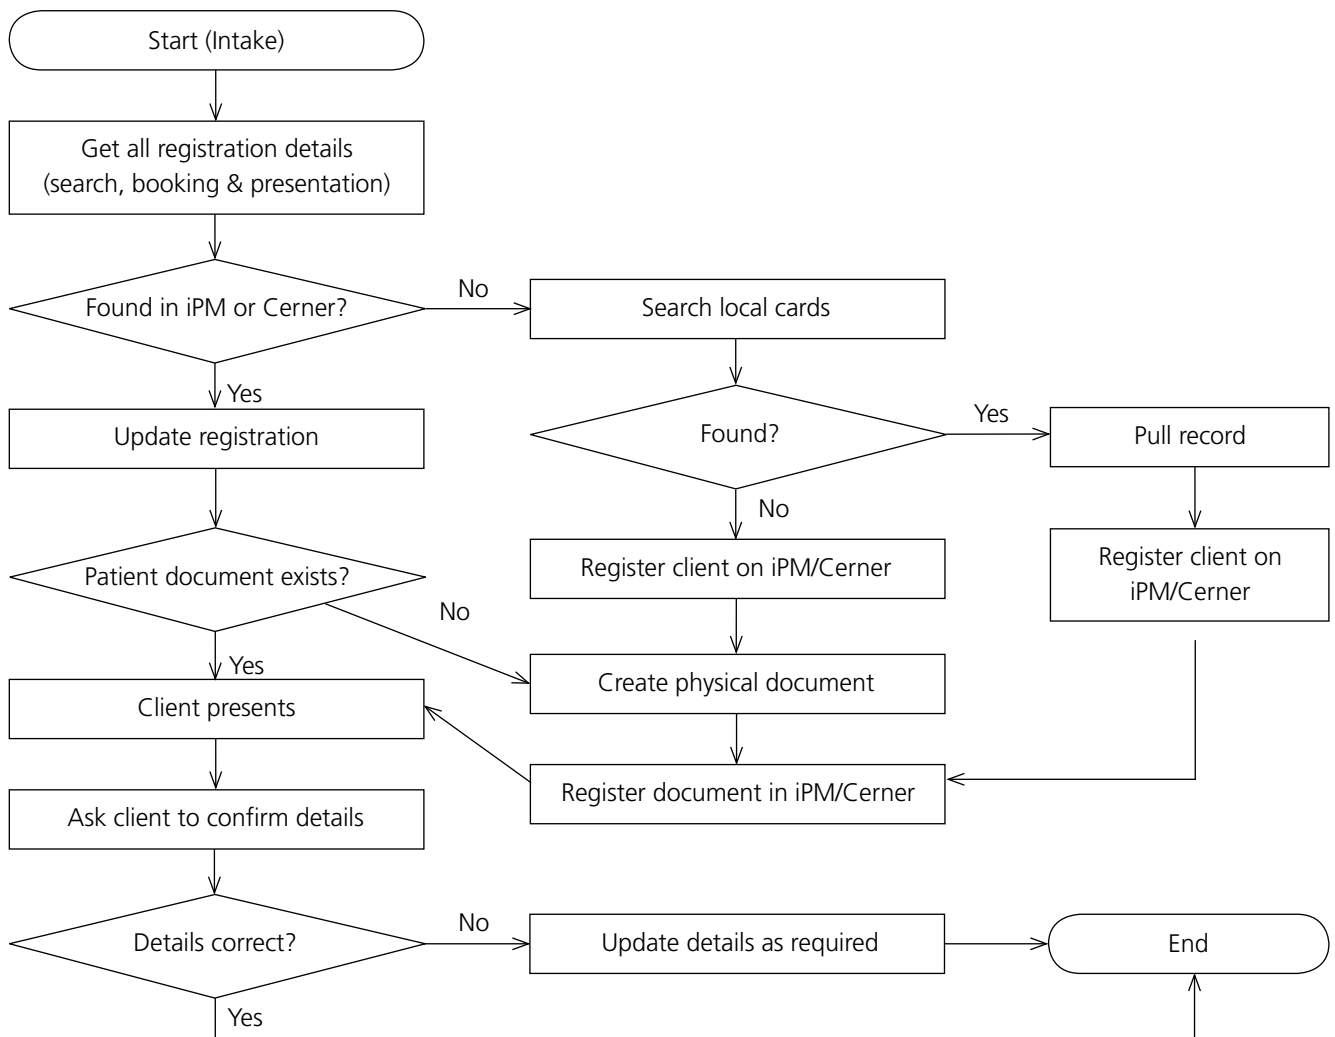 Start (Intake)
Get all registration details
(search, booking & presentation)
Found in iPM or Cerner?
No
Search local cards
Yes
Update registration
Found?
Yes
Pull record
No
Patient document exists?
Register client on iPM/Cerner
Register client on
iPM/Cerner
No
Yes
Create physical document
Client presents
Register document in iPM/Cerner
Ask client to confirm details
Details correct?
No
Update details as required
End
Yes